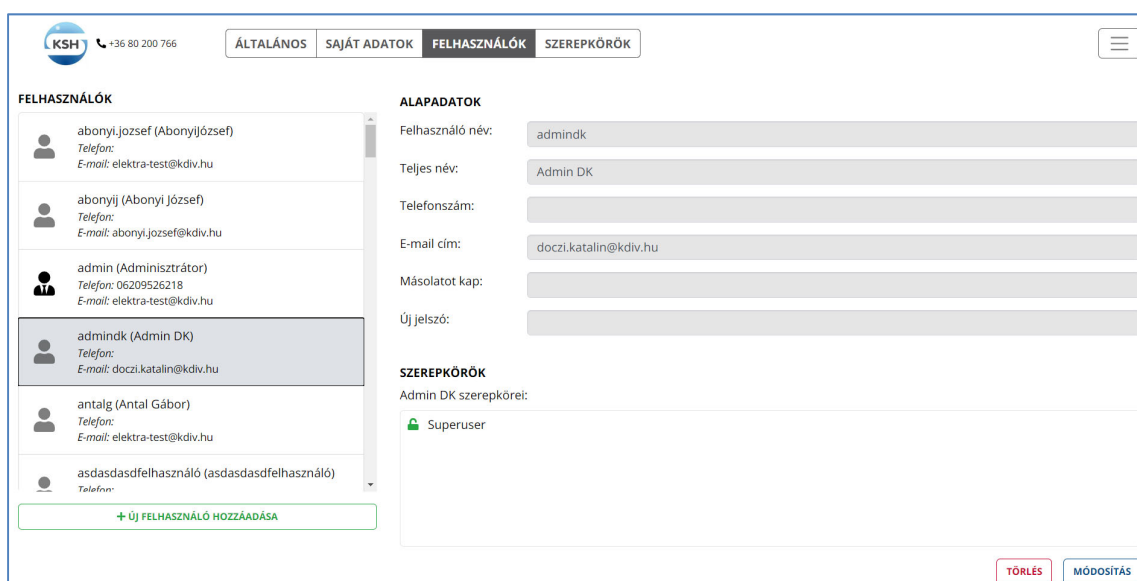 KSH
+36 80 200 766
ÁLTALÁNOS SAJÁT ADATOK FELHASZNÁLÓK SZEREPKÖRÖK
FELHASZNÁLÓK
abonyi.jozsef (AbonyiJózsef)
Telefon:
E-mail: elektra-test@kdiv.hu
abonyij (Abonyi József)
Telefon:
E-mail: abonyi.jozsef@kdiv.hu
admin (Adminisztrátor)
Telefon: 06209526218
E-mail: elektra-test@kdiv.hu
admindk (Admin DK)
Telefon:
E-mail: doczi.katalin@kdiv.hu
antalg (Antal Gábor)
Telefon:
E-mail: elektra-test@kdiv.hu
asdasdasdfelhasználó (asdasdasdfelhasználó)
Telefon:
+ ÚJ FELHASZNÁLÓ HOZZÁADÁSA
ALAPADATOK
Felhasználó név: admindk
Teljes név: Admin DK
Telefonszám:
E-mail cím: doczi.katalin@kdiv.hu
Másolatot kap:
Új jelszó:
SZEREPKÖRÖK
Admin DK szerepkörei:
Superuser
TÖRLÉS MÓDOSÍTÁS